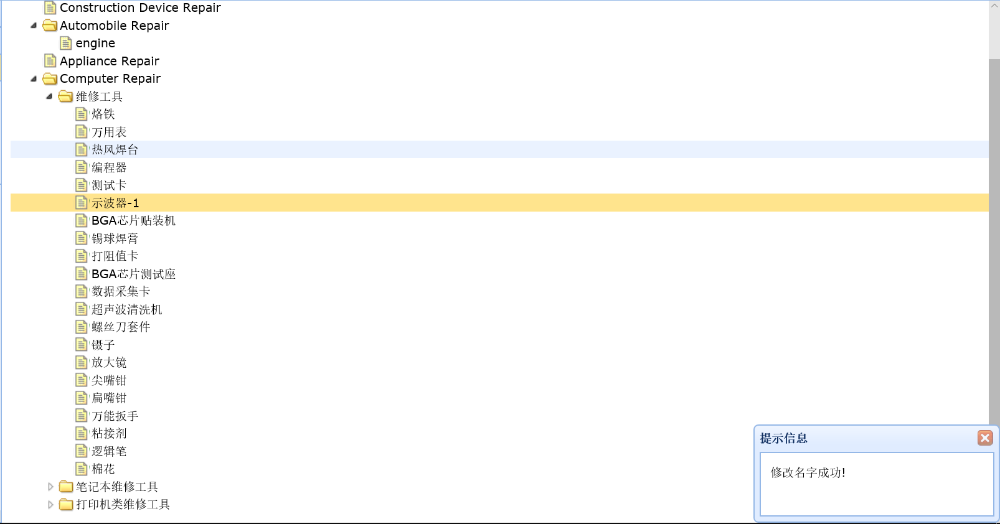 Construction Device Repair
Automobile Repair
engine
Appliance Repair
Computer Repair
维修工具
烙铁
万用表
热风焊台
编程器
测试卡
示波器-1
BGA芯片贴装机
锡球焊膏
打阻值卡
BGA芯片测试座
数据采集卡
超声波清洗机
螺丝刀套件
镊子
放大镜
尖嘴钳
扁嘴钳
万能扳手
粘接剂
逻辑笔
棉花
笔记本维修工具
打印机类维修工具
提示信息
修改名字成功!